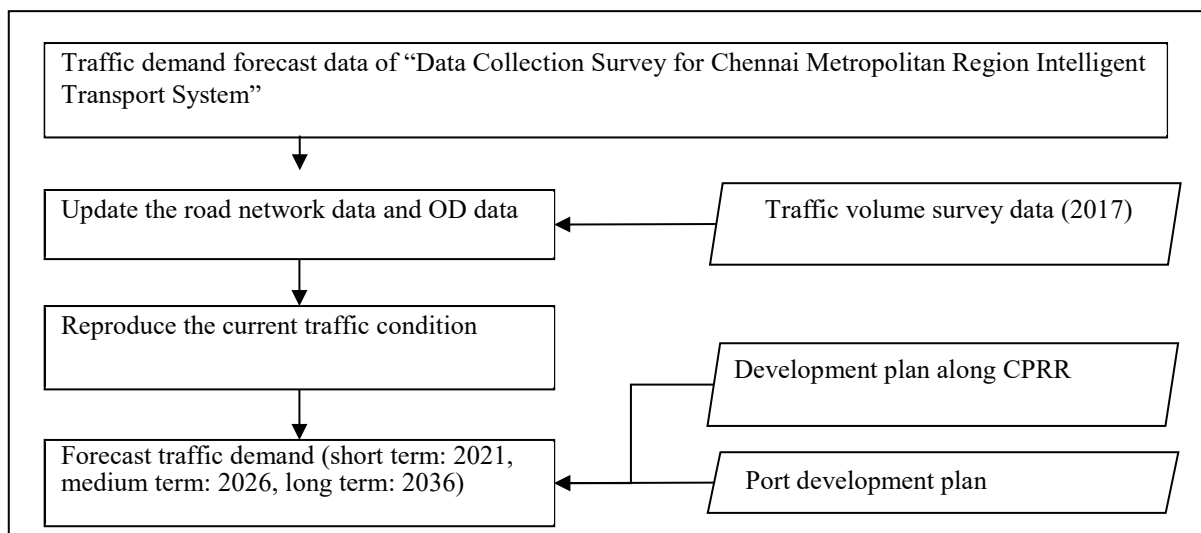 Traffic demand forecast data of “Data Collection Survey for Chennai Metropolitan Region Intelligent
Transport System”
Update the road network data and OD data
Traffic volume survey data (2017)
Reproduce the current traffic condition
Development plan along CPRR
Forecast traffic demand (short term: 2021,
medium term: 2026, long term: 2036)
Port development plan